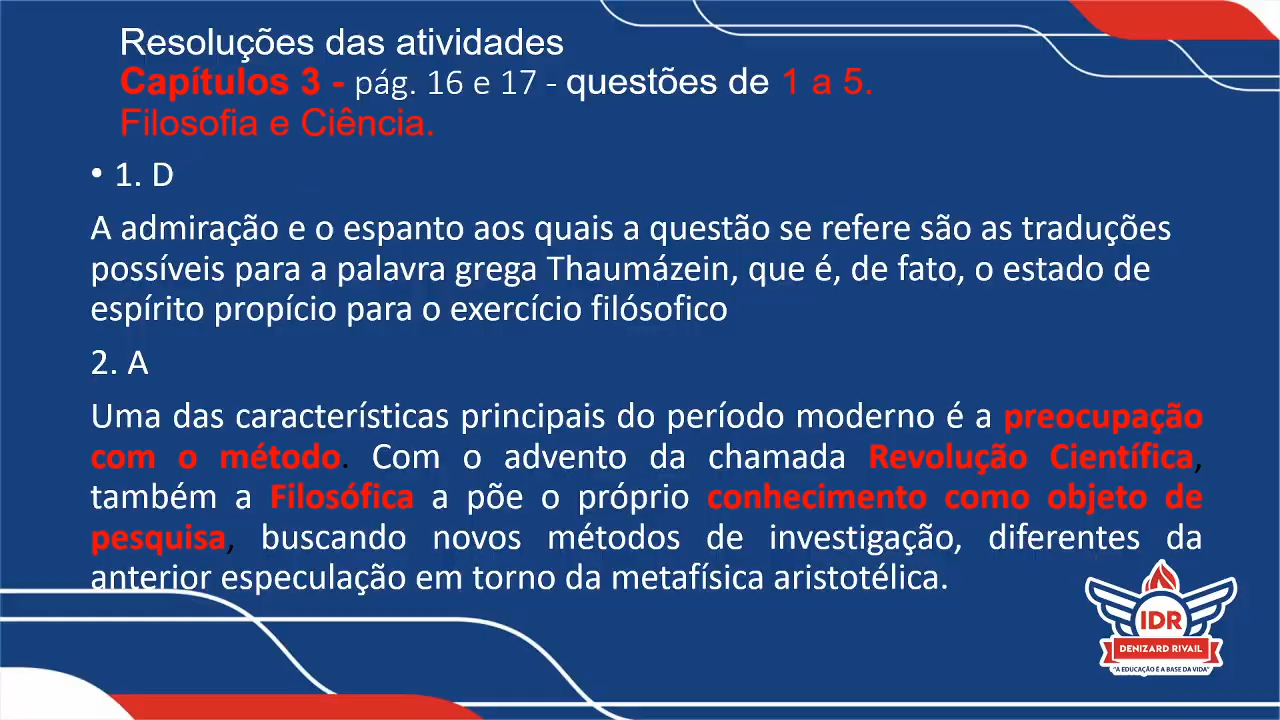 Resoluções das atividades
Capítulos 3 - pág. 16 e 17 - questões de 1 a 5.
Filosofia e Ciência.
• 1. D
A admiração e o espanto aos quais a questão se refere são as traduções
possíveis para a palavra grega Thaumázein, que é, de fato, o estado de
espírito propício para o exercício filósofico
2. A
Uma das características principais do período moderno é a preocupação
com o método. Com o advento da chamada Revolução Científica,
também a Filosófica a põe o próprio conhecimento como objeto de
pesquisa, buscando novos métodos de investigação, diferentes da
anterior especulação em torno da metafísica aristotélica.
IDR
DENIZARD RIVAIL
"A EDUCAÇÃO É A BASE DA VIDA"